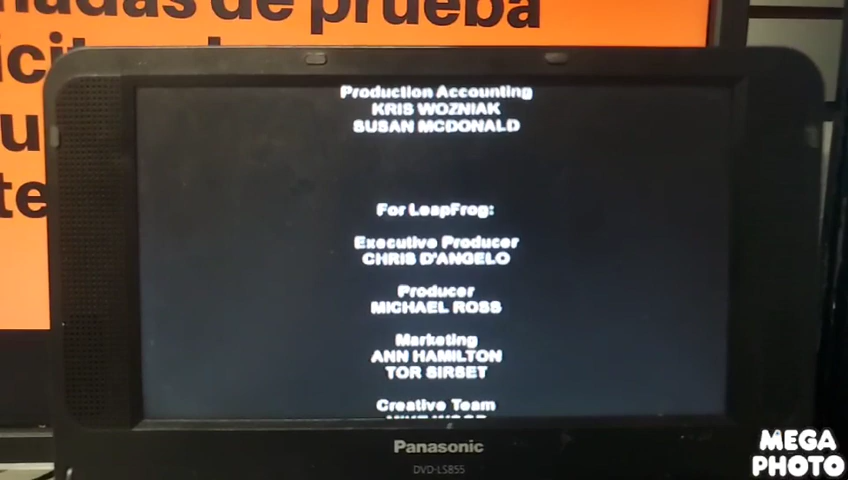 de prueba
Production Accounting
KRIS WOZNIAK
SUSAN MCDONALD
For LeapFrog:
Executive Producer
CHRIS D'ANGELO
Producer
MICHAEL ROSS
Marketing
ANN HAMILTON
TOR SIRSET
Creative Team
Panasonic
DVD-LS855
MEGA
PHOTO